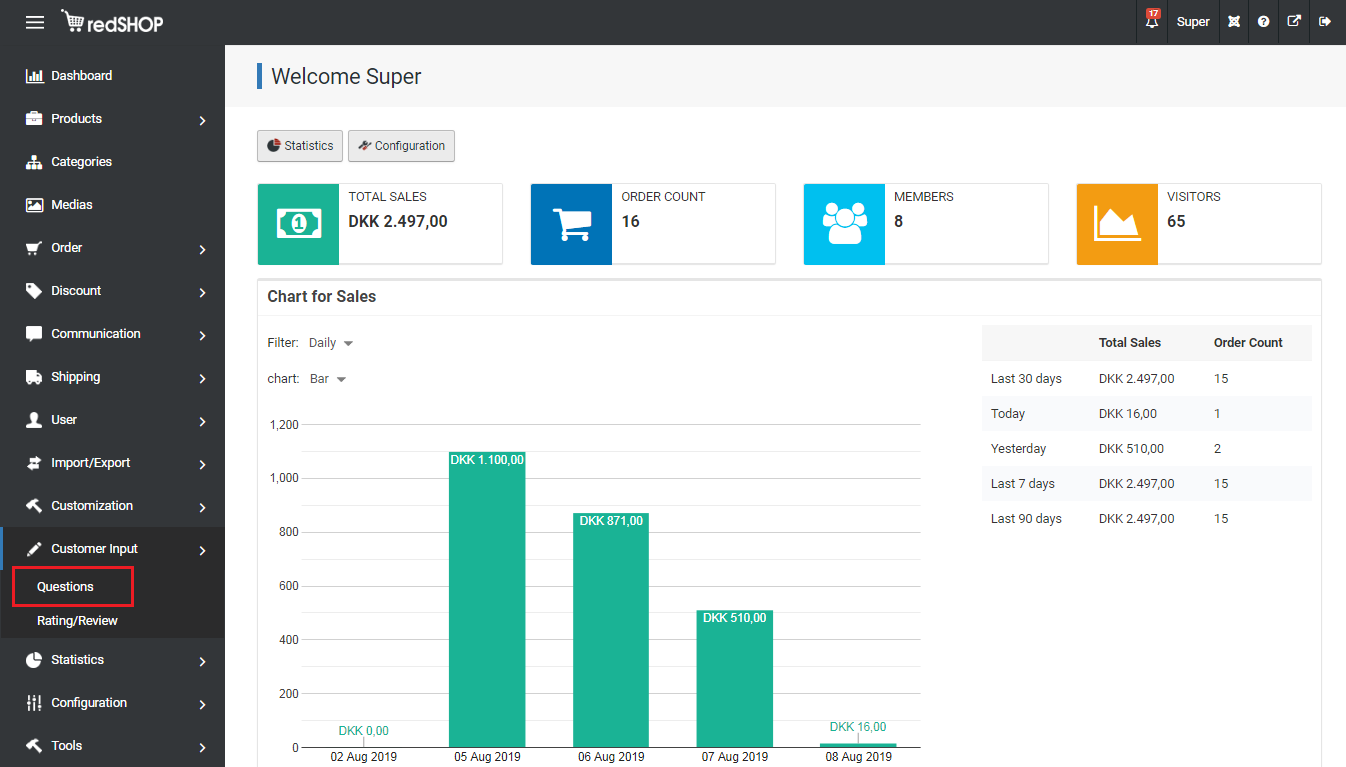 redSHOP
17
Super
Dashboard
Products
Categories
Medias
Order
Discount
Communication
Shipping
User
Import/Export
Customization
Customer Input
Questions
Rating/Review
Statistics
Configuration
Tools
Welcome Super
Statistics Configuration
TOTAL SALES
DKK 2.497,00
ORDER COUNT
16
MEMBERS
8
VISITORS
65
Chart for Sales
Filter: Daily
chart: Bar
1,200
1,000
800
600
400
200
0
DKK 0,00
DKK 1.100,00
DKK 871,00
DKK 510,00
DKK 16,00
02 Aug 2019 05 Aug 2019 06 Aug 2019 07 Aug 2019 08 Aug 2019
Total Sales Order Count
Last 30 days DKK 2.497,00 15
Today DKK 16,00 1
Yesterday DKK 510,00 2
Last 7 days DKK 2.497,00 15
Last 90 days DKK 2.497,00 15